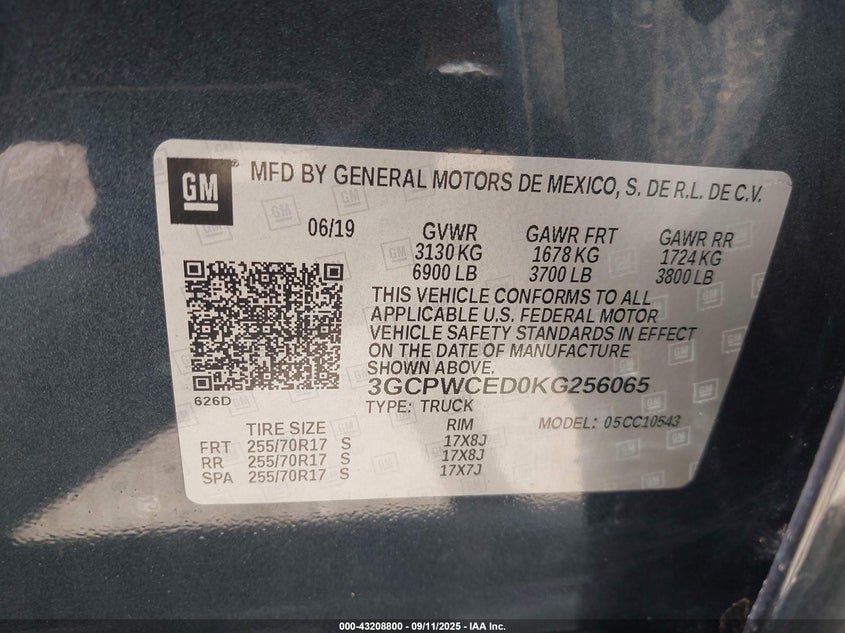 GM® MFD BY GENERAL MOTORS DE MEXICO, S. DE R.L. DE C.V.
06/19 GVWR GAWR FRT GAWR RR
3130 KG 1678 KG 1724 KG
6900 LB 3700 LB 3800 LB
THIS VEHICLE CONFORMS TO ALL
APPLICABLE U.S. FEDERAL MOTOR
VEHICLE SAFETY STANDARDS IN EFFECT
ON THE DATE OF MANUFACTURE
SHOWN ABOVE.
3GCPWCED0KG256065
626D
TYPE: TRUCK
MODEL: 05CC10543
TIRE SIZE RIM
FRT 255/70R17 S 17X8J
RR 255/70R17 S 17X8J
SPA 255/70R17 S 17X7J
000-43208800 - 09/11/2025 - IAA Inc.